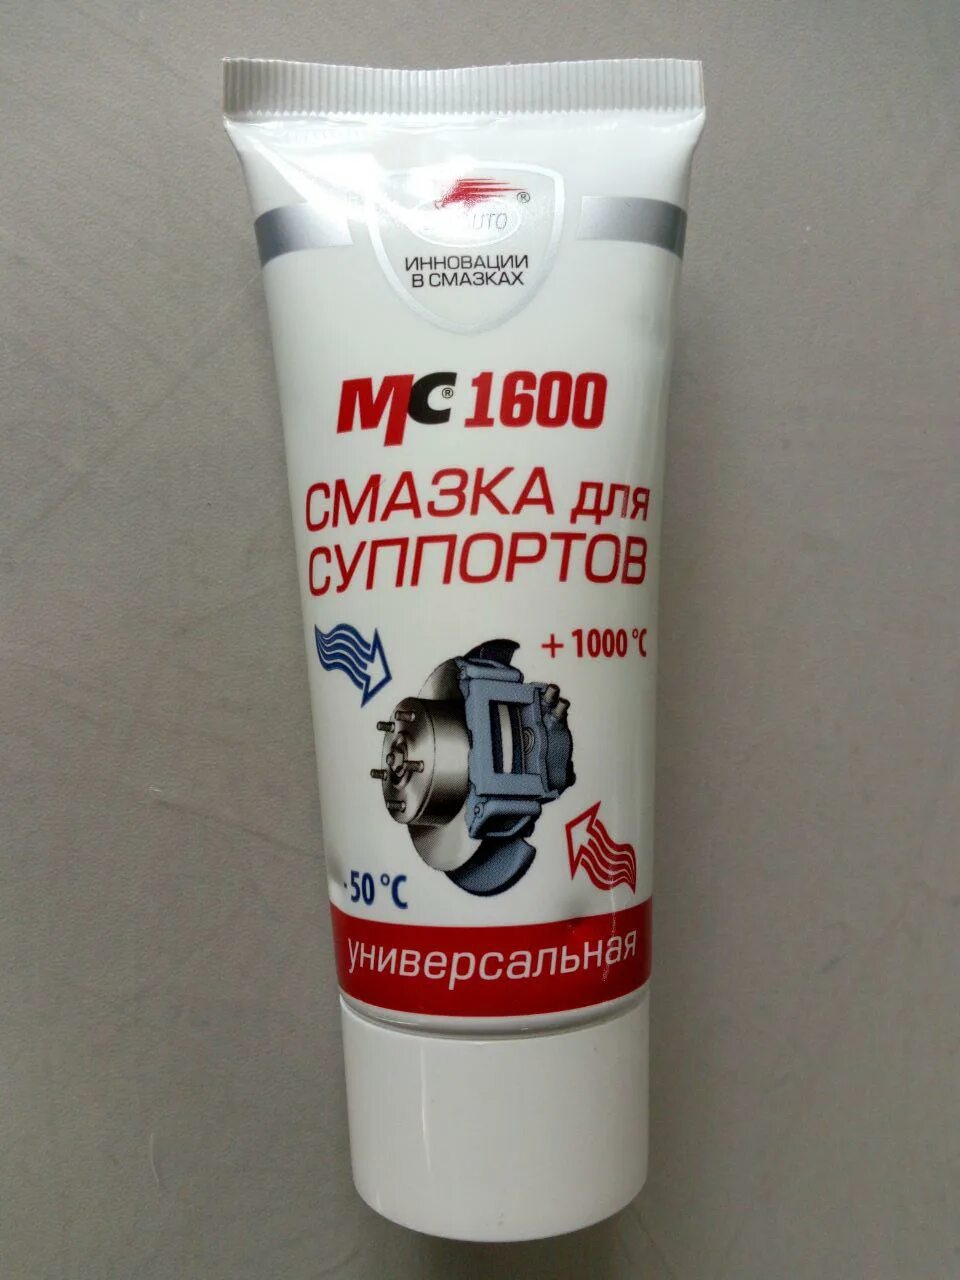 ИННОВАЦИИ
В СМАЗКАХ
МС® 1600
СМАЗКА для
СУППОРТОВ
+ 1000 °C
- 50 °C
универсальная